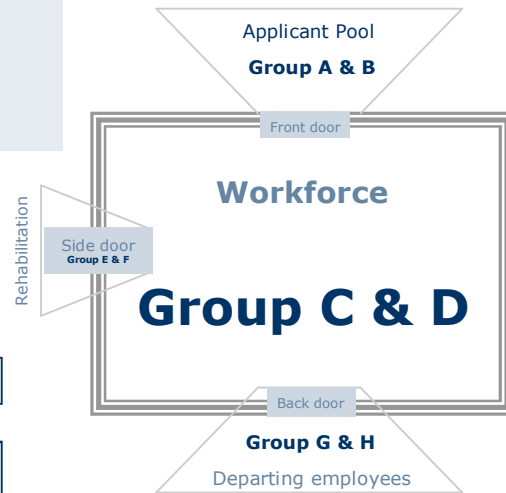 Applicant Pool
Group A & B
Front door
Workforce
Rehabilitation
Side door
Group E & F
Group C & D
Back door
Group G & H
Departing employees